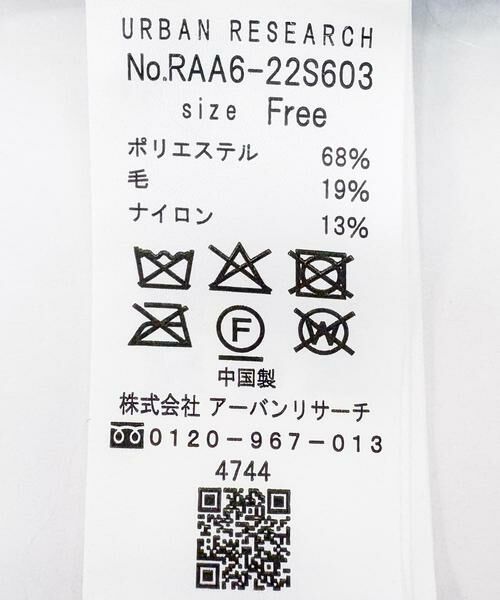 URBAN RESEARCH
No.RAA6-22S603
size Free
ポリエステル 68%
毛 19%
ナイロン 13%
F
W
中国製
株式会社 アーバンリサーチ
0120-967-013
4744